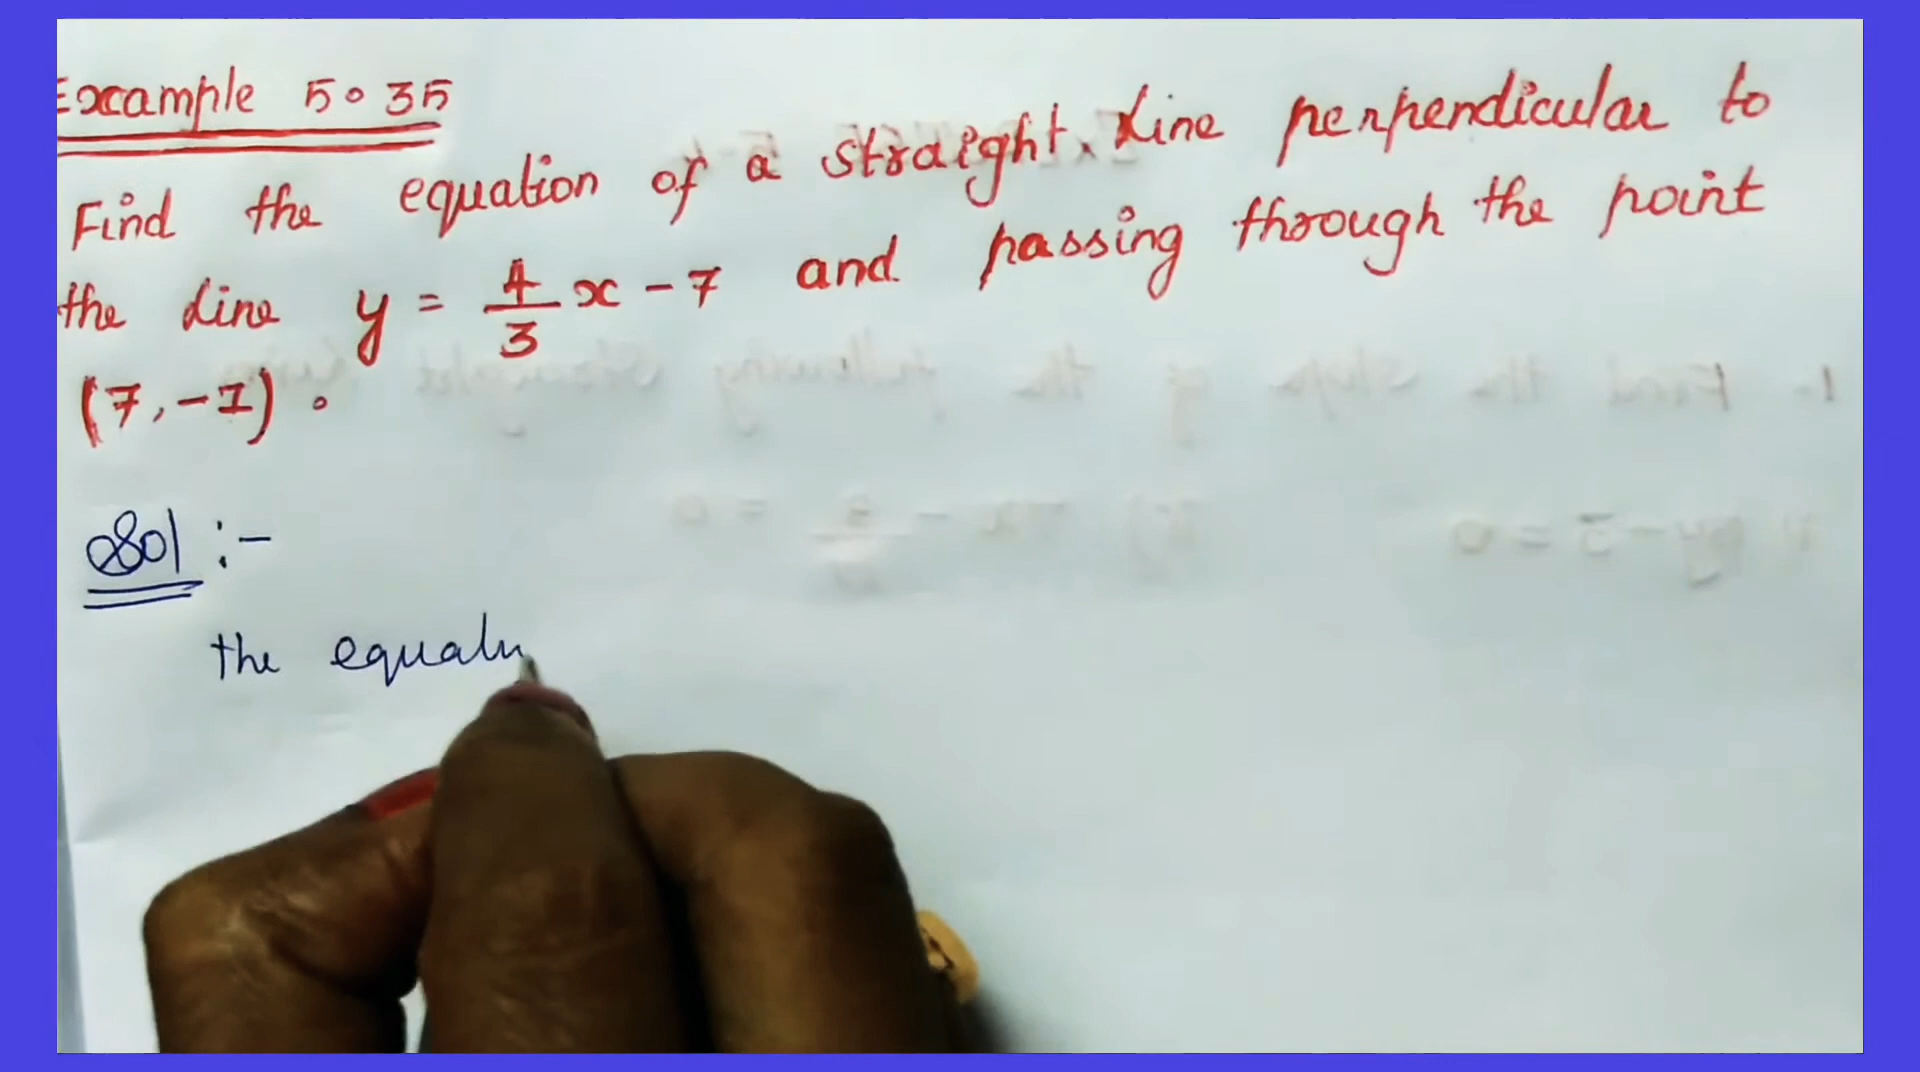 Example 5.35
Find the equation of a straight Line perpendicular to
the Line y = 4/3 x - 7 and passing through the point
(7, -1).
Sol :-
the equatn